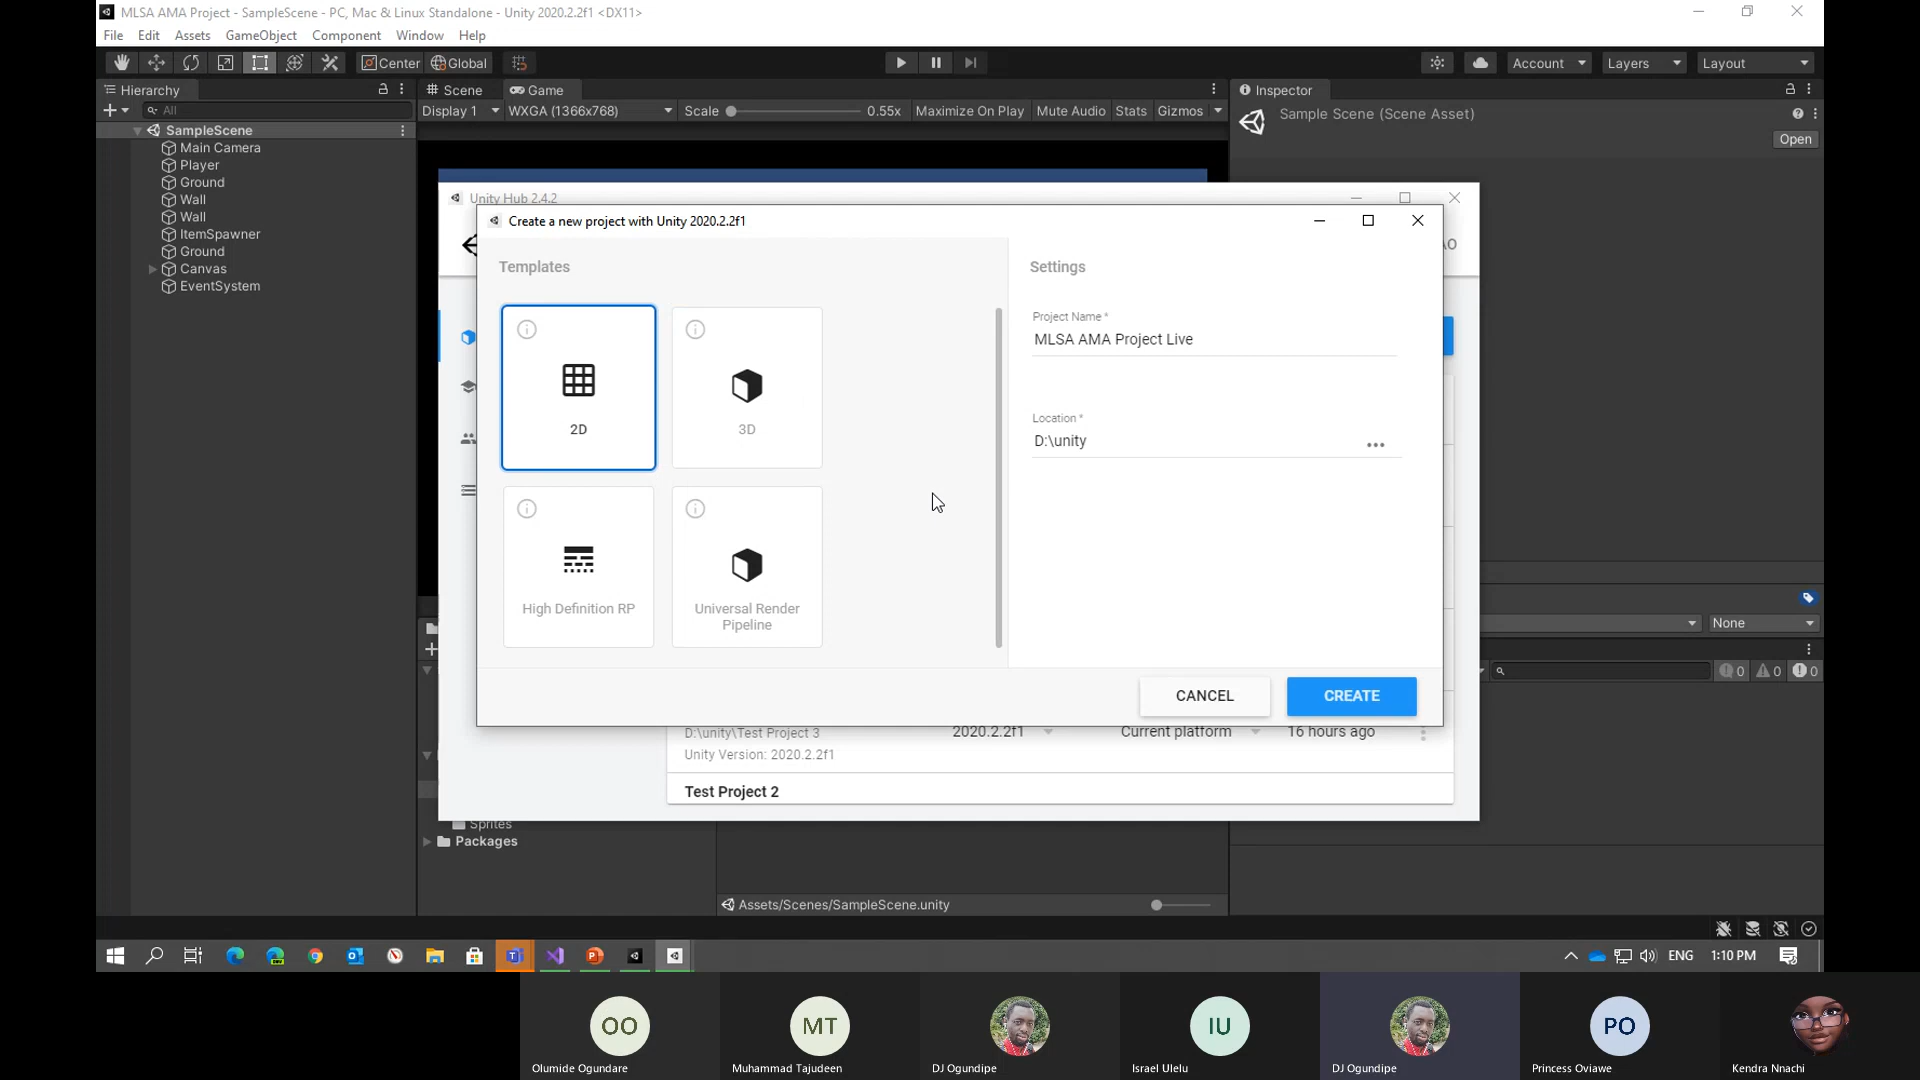 MLSA AMA Project - SampleScene - PC, Mac & Linux Standalone - Unity 2020.2.2f1 <DX11>
File Edit Assets GameObject Component Window Help
Center Global Account Layers Layout
Hierarchy
All
SampleScene
Main Camera
Player
Ground
Wall
Wall
ItemSpawner
Ground
Canvas
EventSystem
Scene Game
Display 1 WXGA (1366x768) Scale 0.55x Maximize On Play Mute Audio Stats Gizmos
Inspector
Sample Scene (Scene Asset)
Open
Unity Hub 2.4.2
Create a new project with Unity 2020.2.2f1
Templates
2D
3D
High Definition RP
Universal Render
Pipeline
Settings
Project Name *
MLSA AMA Project Live
Location *
D:\unity
...
CANCEL CREATE
D:\unity\Test Project 3 2020.2.2f1 Current platform 16 hours ago
Unity Version: 2020.2.2f1
Test Project 2
None
0 0 0
Sprites
Packages
Assets/Scenes/SampleScene.unity
ENG 1:10 PM
OO MT IU PO
Olumide Ogundare Muhammad Tajudeen DJ Ogundipe Israel Ulelu DJ Ogundipe Princess Oviawe Kendra Nnachi